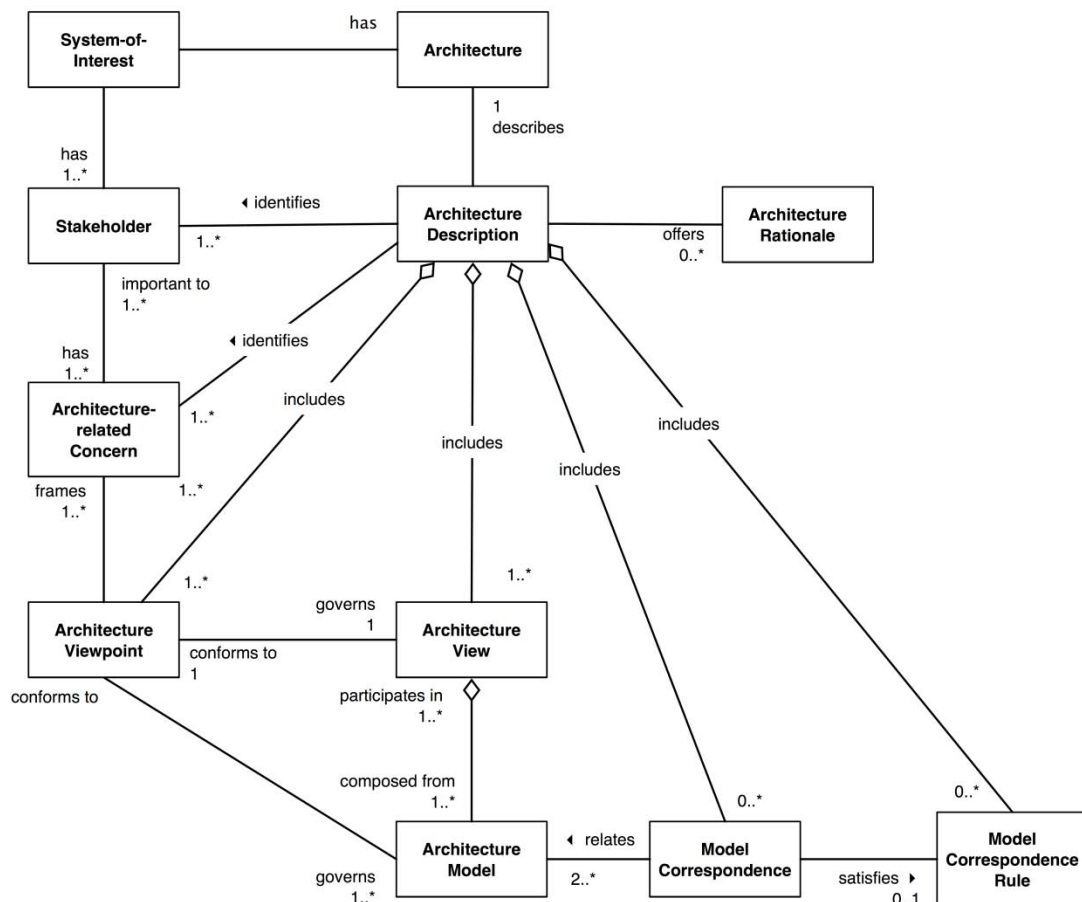 System-of-
Interest
has
Architecture
1
describes
has
1..*
Stakeholder
◂ identifies
1..*
Architecture
Description
offers
0..*
Architecture
Rationale
important to
1..*
has
1..*
◂ identifies
1..*
Architecture-
related
Concern
includes
includes
includes
includes
frames
1..*
1..*
1..*
1..*
Architecture
Viewpoint
governs
1
conforms to
1
Architecture
View
conforms to
participates in
1..*
composed from
1..*
0..*
0..*
governs
1..*
Architecture
Model
◂ relates
2..*
Model
Correspondence
satisfies ▸
0..1
Model
Correspondence
Rule